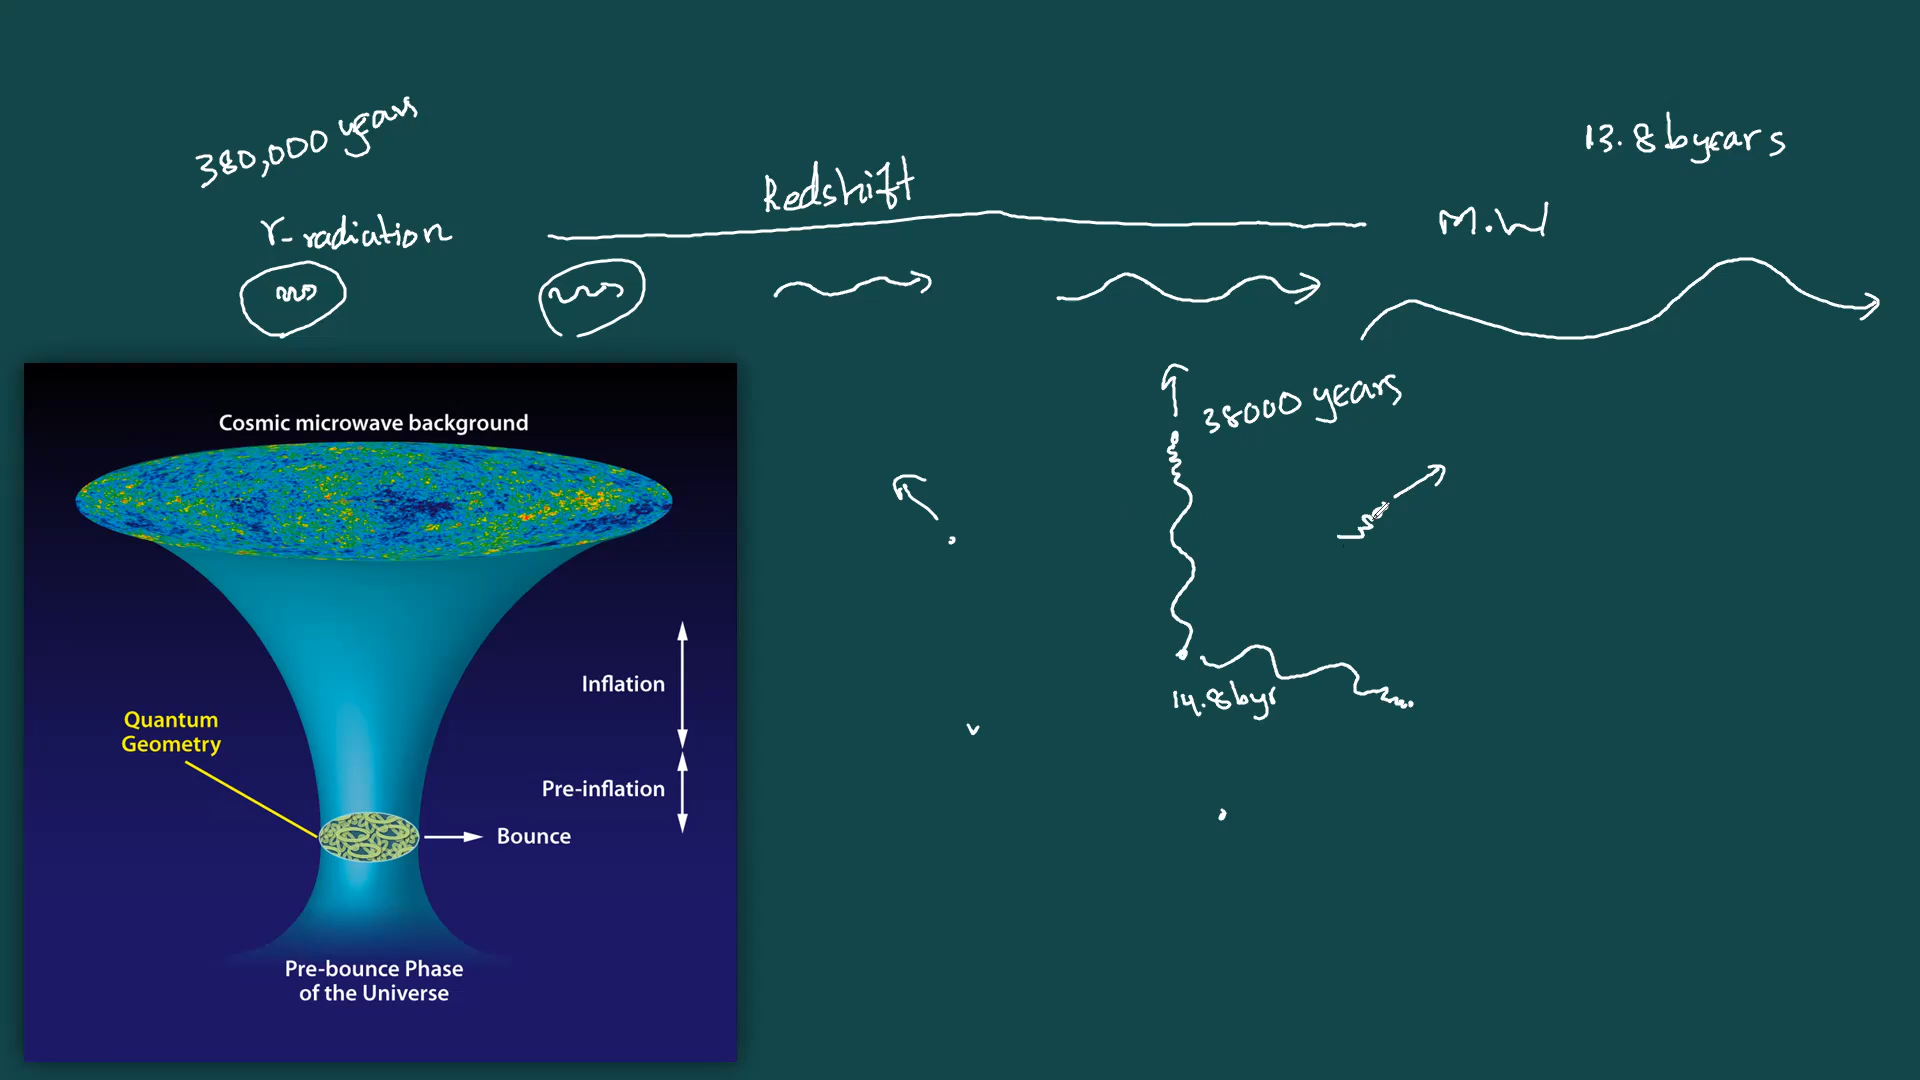 380,000 years
13.8 byears
Redshift
γ-radiation
M.W
38000 years
Cosmic microwave background
Inflation
14.8 byr
Quantum
Geometry
Pre-inflation
Bounce
Pre-bounce Phase
of the Universe